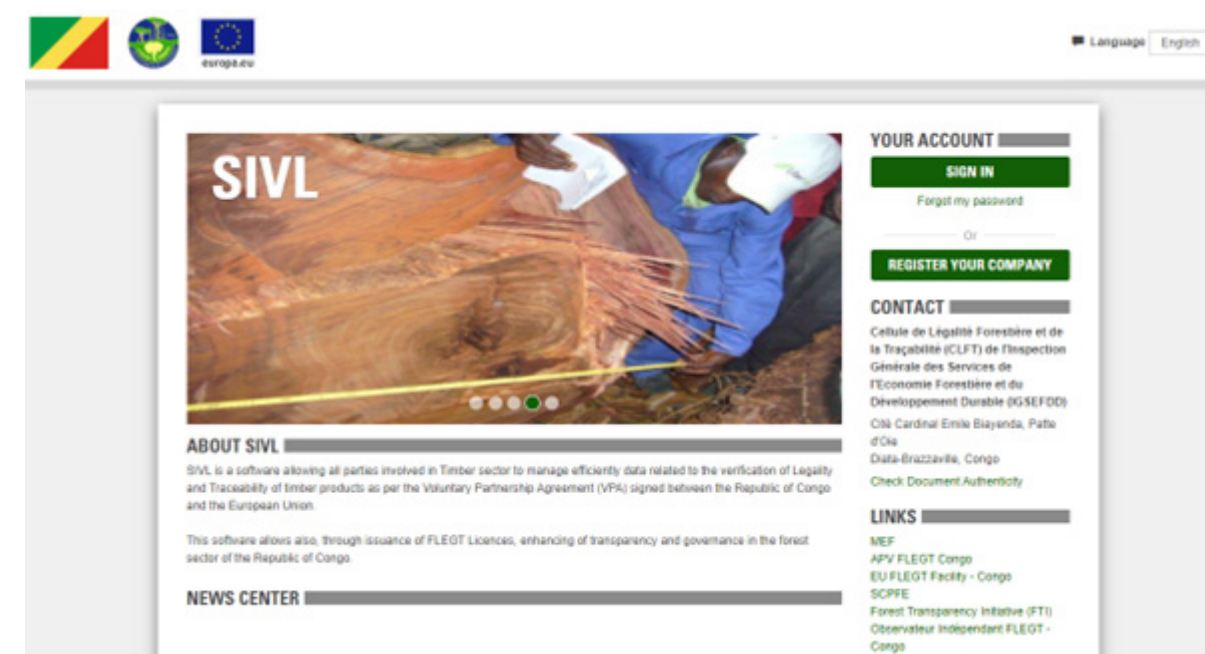 europa.eu
Language English
SIVL
ABOUT SIVL
SIVL is a software allowing all parties involved in Timber sector to manage efficiently data related to the verification of Legality
and Traceability of timber products as per the Voluntary Partnership Agreement (VPA) signed between the Republic of Congo
and the European Union.
This software allows also, through issuance of FLEGT Licences, enhancing of transparency and governance in the forest
sector of the Republic of Congo.
NEWS CENTER
YOUR ACCOUNT
SIGN IN
Forgot my password
Or
REGISTER YOUR COMPANY
CONTACT
Cellule de Légalité Forestière et de
la Traçabilité (CLFT) de l'Inspection
Générale des Services de
l'Economie Forestière et du
Développement Durable (IGSEFDD)
Cité Cardinal Emile Biayenda, Patte
d'Oie
Diata-Brazzaville, Congo
Check Document Authenticity
LINKS
MEF
APV FLEGT Congo
EU FLEGT Facility - Congo
SCPFE
Forest Transparency Initiative (FTI)
Observateur Indépendant FLEGT -
Congo